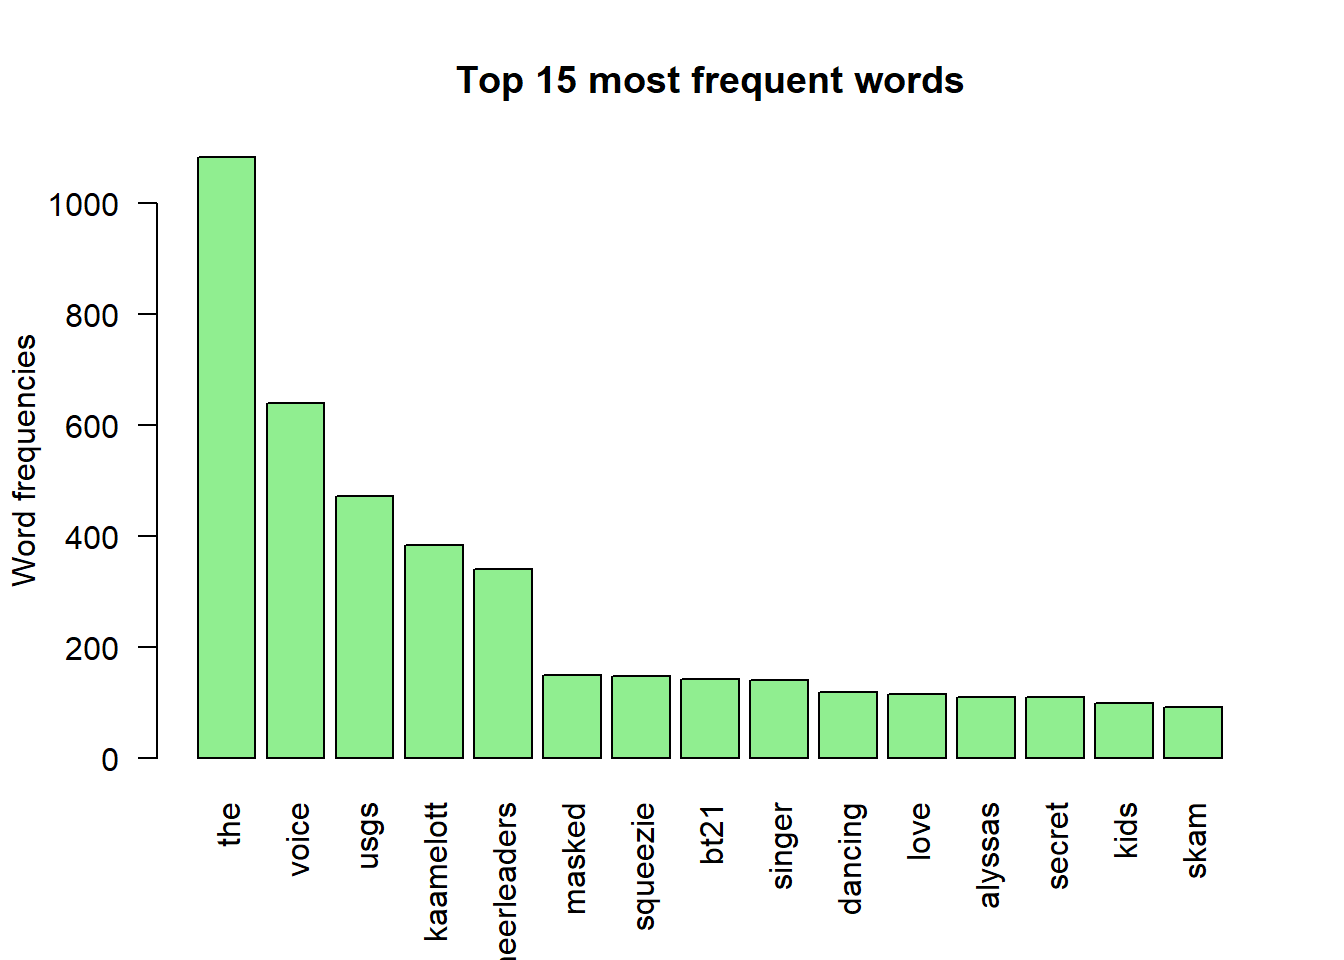 Top 15 most frequent words
Word frequencies
1000
800
600
400
200
0
the
voice
usgs
kaamelott
neerleaders
masked
squeezie
bt21
singer
dancing
love
alyssas
secret
kids
skam